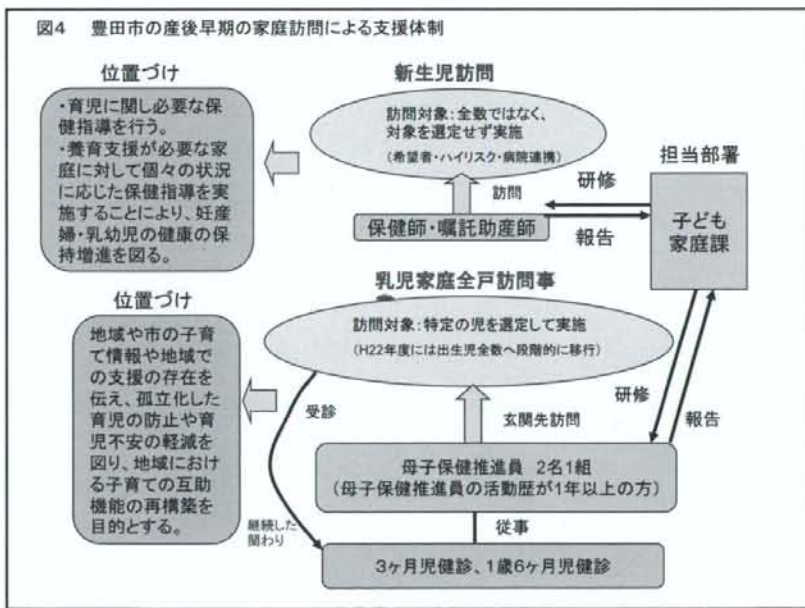 図4 豊田市の産後早期の家庭訪問による支援体制
位置づけ
・育児に関し必要な保
健指導を行う。
・養育支援が必要な家
庭に対して個々の状況
に応じた保健指導を実
施することにより、妊産
婦・乳幼児の健康の保
持増進を図る。
新生児訪問
訪問対象:全数ではなく、
対象を選定せず実施
(希望者・ハイリスク・病院連携)
訪問
保健師・嘱託助産師
研修
報告
担当部署
子ども
家庭課
位置づけ
地域や市の子育
て情報や地域で
の支援の存在を
伝え、孤立化した
育児の防止や育
児不安の軽減を
図り、地域におけ
る子育ての互助
機能の再構築を
目的とする。
乳児家庭全戸訪問事
訪問対象:特定の児を選定して実施
(H22年度には出生児全数へ段階的に移行)
受診
玄関先訪問
研修
報告
母子保健推進員 2名1組
(母子保健推進員の活動歴が1年以上の方)
継続した
関わり
従事
3ヶ月児健診、1歳6ヶ月児健診